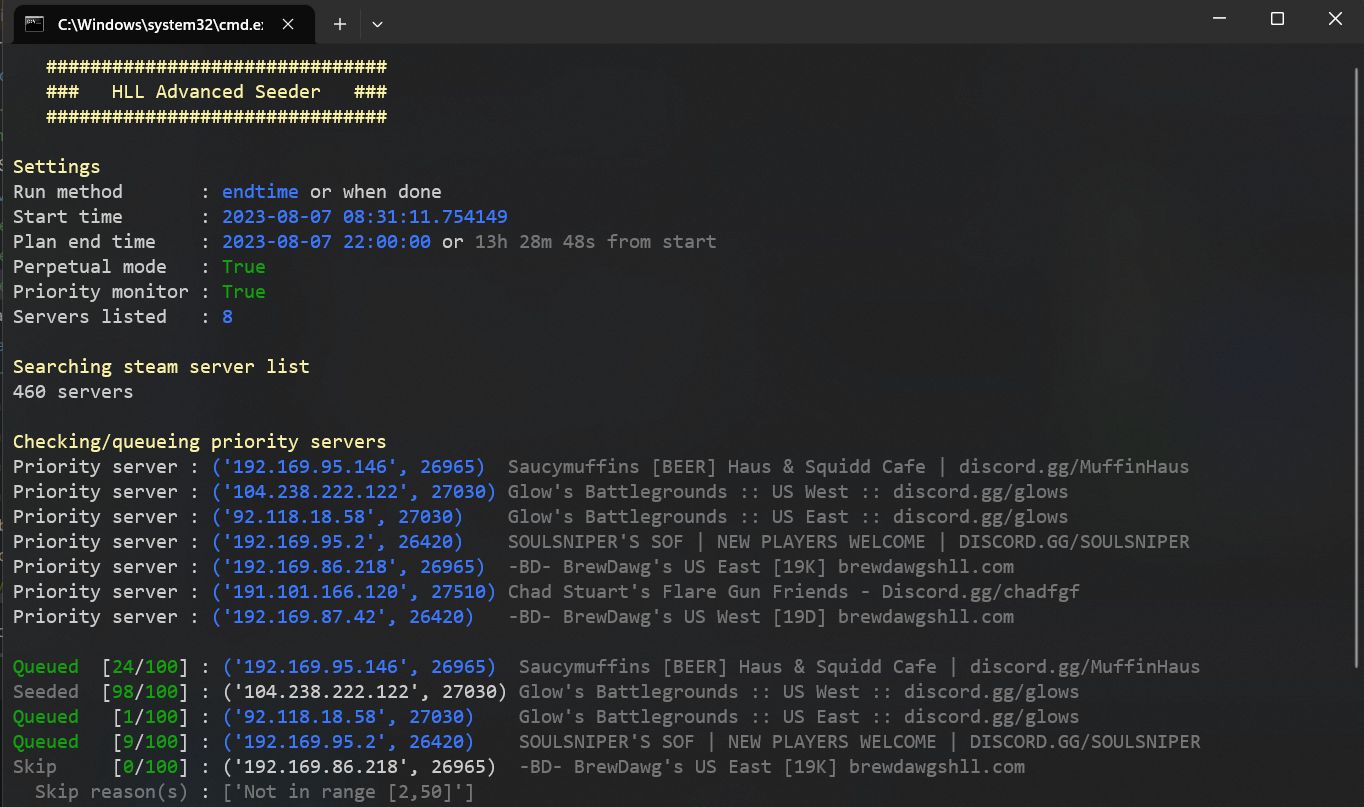 C:\Windows\system32\cmd.e
###############################
### HLL Advanced Seeder ###
###############################
Settings
Run method : endtime or when done
Start time : 2023-08-07 08:31:11.754149
Plan end time : 2023-08-07 22:00:00 or 13h 28m 48s from start
Perpetual mode : True
Priority monitor : True
Servers listed : 8
Searching steam server list
460 servers
Checking/queueing priority servers
Priority server : ('192.169.95.146', 26965) Saucymuffins [BEER] Haus & Squidd Cafe | discord.gg/MuffinHaus
Priority server : ('104.238.222.122', 27030) Glow's Battlegrounds :: US West :: discord.gg/glows
Priority server : ('92.118.18.58', 27030) Glow's Battlegrounds :: US East :: discord.gg/glows
Priority server : ('192.169.95.2', 26420) SOULSNIPER'S SOF | NEW PLAYERS WELCOME | DISCORD.GG/SOULSNIPER
Priority server : ('192.169.86.218', 26965) -BD- BrewDawg's US East [19K] brewdawgshll.com
Priority server : ('191.101.166.120', 27510) Chad Stuart's Flare Gun Friends - Discord.gg/chadfgf
Priority server : ('192.169.87.42', 26420) -BD- BrewDawg's US West [19D] brewdawgshll.com
Queued [24/100] : ('192.169.95.146', 26965) Saucymuffins [BEER] Haus & Squidd Cafe | discord.gg/MuffinHaus
Seeded [98/100] : ('104.238.222.122', 27030) Glow's Battlegrounds :: US West :: discord.gg/glows
Queued [1/100] : ('92.118.18.58', 27030) Glow's Battlegrounds :: US East :: discord.gg/glows
Queued [9/100] : ('192.169.95.2', 26420) SOULSNIPER'S SOF | NEW PLAYERS WELCOME | DISCORD.GG/SOULSNIPER
Skip [0/100] : ('192.169.86.218', 26965) -BD- BrewDawg's US East [19K] brewdawgshll.com
Skip reason(s) : ['Not in range [2,50]']